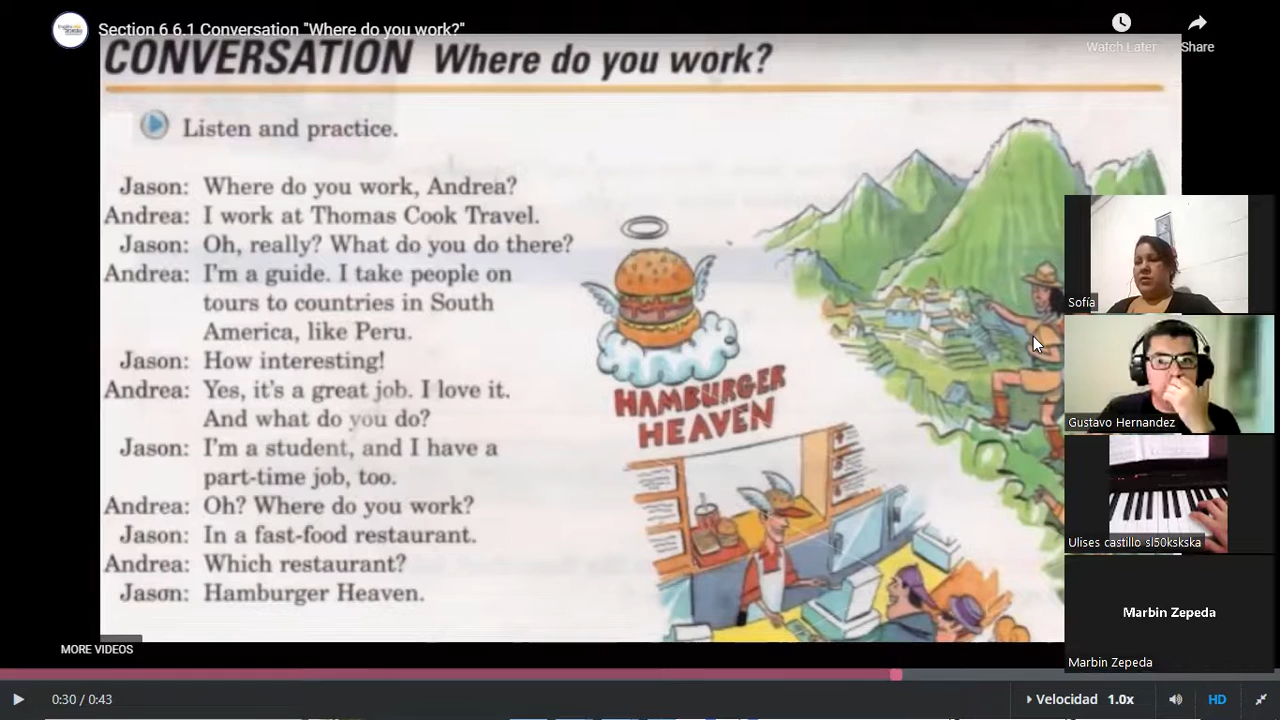 Section 6 6.1 Conversation "Where do you work?"
Watch Later
Share
CONVERSATION Where do you work?
Listen and practice.
Jason: Where do you work, Andrea?
Andrea: I work at Thomas Cook Travel.
Jason: Oh, really? What do you do there?
Andrea: I'm a guide. I take people on
tours to countries in South
America, like Peru.
Jason: How interesting!
Andrea: Yes, it's a great job. I love it.
And what do you do?
Jason: I'm a student, and I have a
part-time job, too.
Andrea: Oh? Where do you work?
Jason: In a fast-food restaurant.
Andrea: Which restaurant?
Jason: Hamburger Heaven.
HAMBURGER
HEAVEN
Sofía
Gustavo Hernandez
Ulises castillo sl50kskska
Marbin Zepeda
Marbin Zepeda
MORE VIDEOS
0:30 / 0:43
Velocidad 1.0x
HD